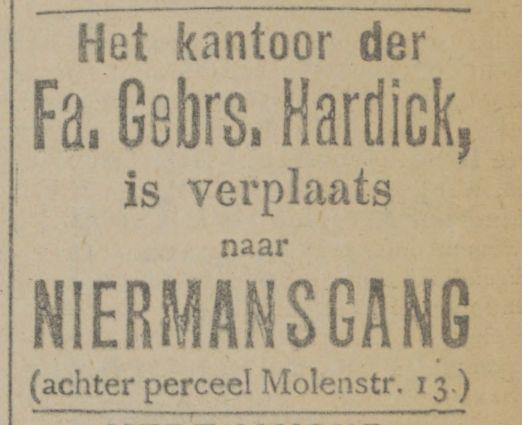 Het kantoor der
Fa. Gebrs. Hardick,
is verplaats
naar
NIERMANSGANG
(achter perceel Molenstr. 13.)